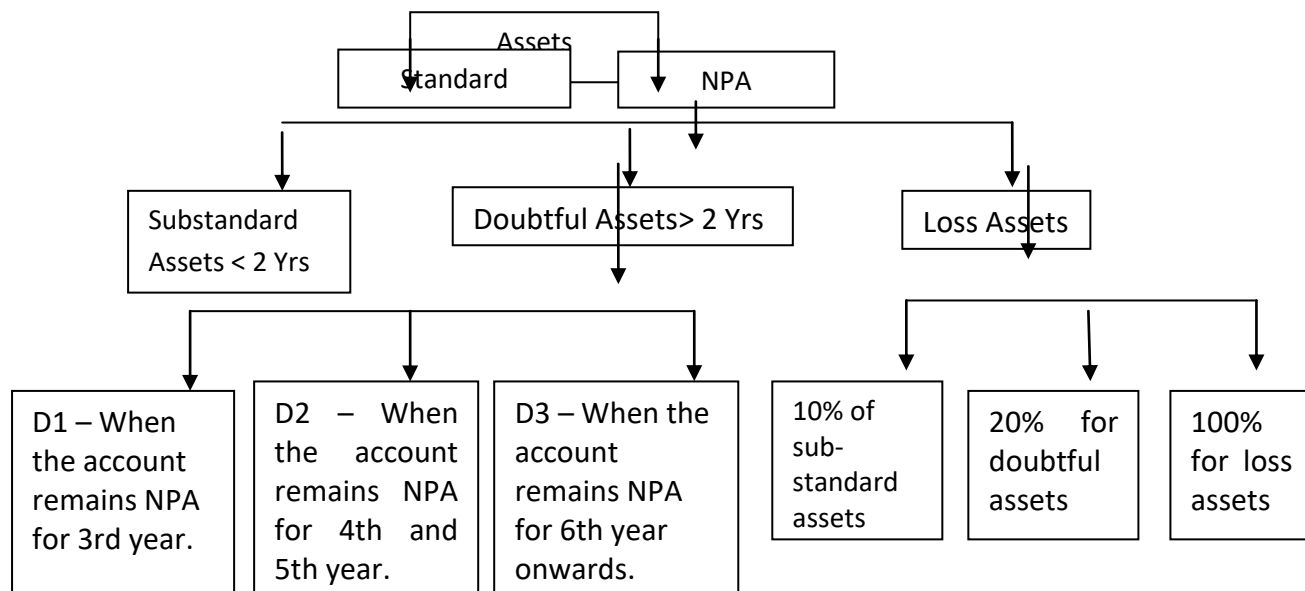 Assets
Standard
NPA
Substandard
Assets < 2 Yrs
Doubtful Assets> 2 Yrs
Loss Assets
D1 – When
the account
remains NPA
for 3rd year.
D2 – When
the account
remains NPA
for 4th and
5th year.
D3 – When the
account
remains NPA
for 6th year
onwards.
10% of
sub-
standard
assets
20% for
doubtful
assets
100%
for loss
assets